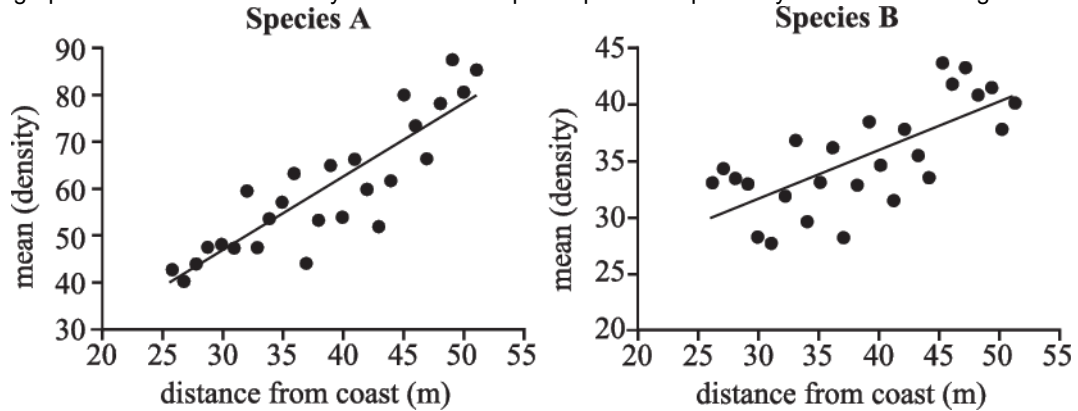 Species A
90
80
70
60
50
40
30
mean (density)
20 25 30 35 40 45 50 55
distance from coast (m)
Species B
45
40
35
30
25
20
mean (density)
20 25 30 35 40 45 50 55
distance from coast (m)